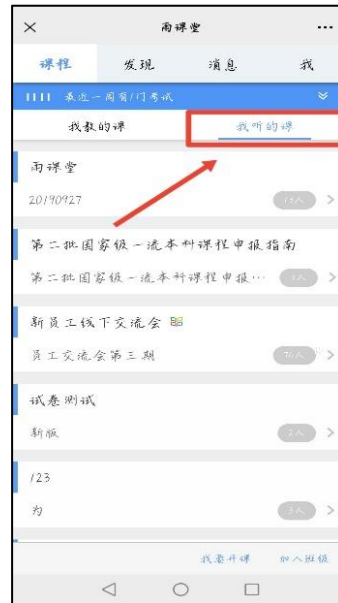 雨课堂
课程 发现 消息 我
最近一周有1门考试
我教的课 我听的课
雨课堂
20190927
第二批国家级一流本科课程申报指南
第二批国家级一流本科课程申报…
新员工线下交流会
员工交流会第三期
试卷测试
新版 2人
123
为 3人
我要开课 加入班级